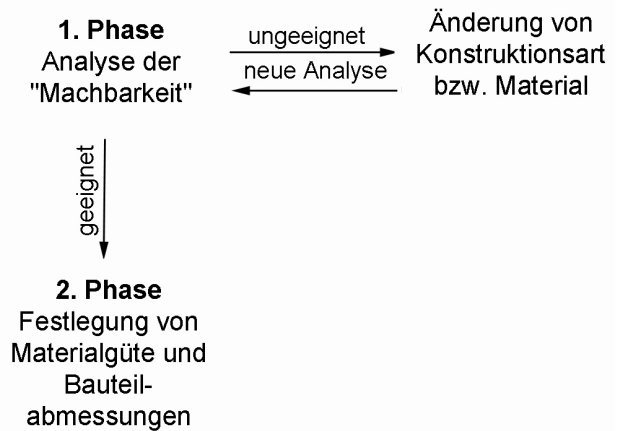 1. Phase
Analyse der
"Machbarkeit"
ungeeignet
neue Analyse
Änderung von
Konstruktionsart
bzw. Material
geeignet
2. Phase
Festlegung von
Materialgüte und
Bauteil-
abmessungen